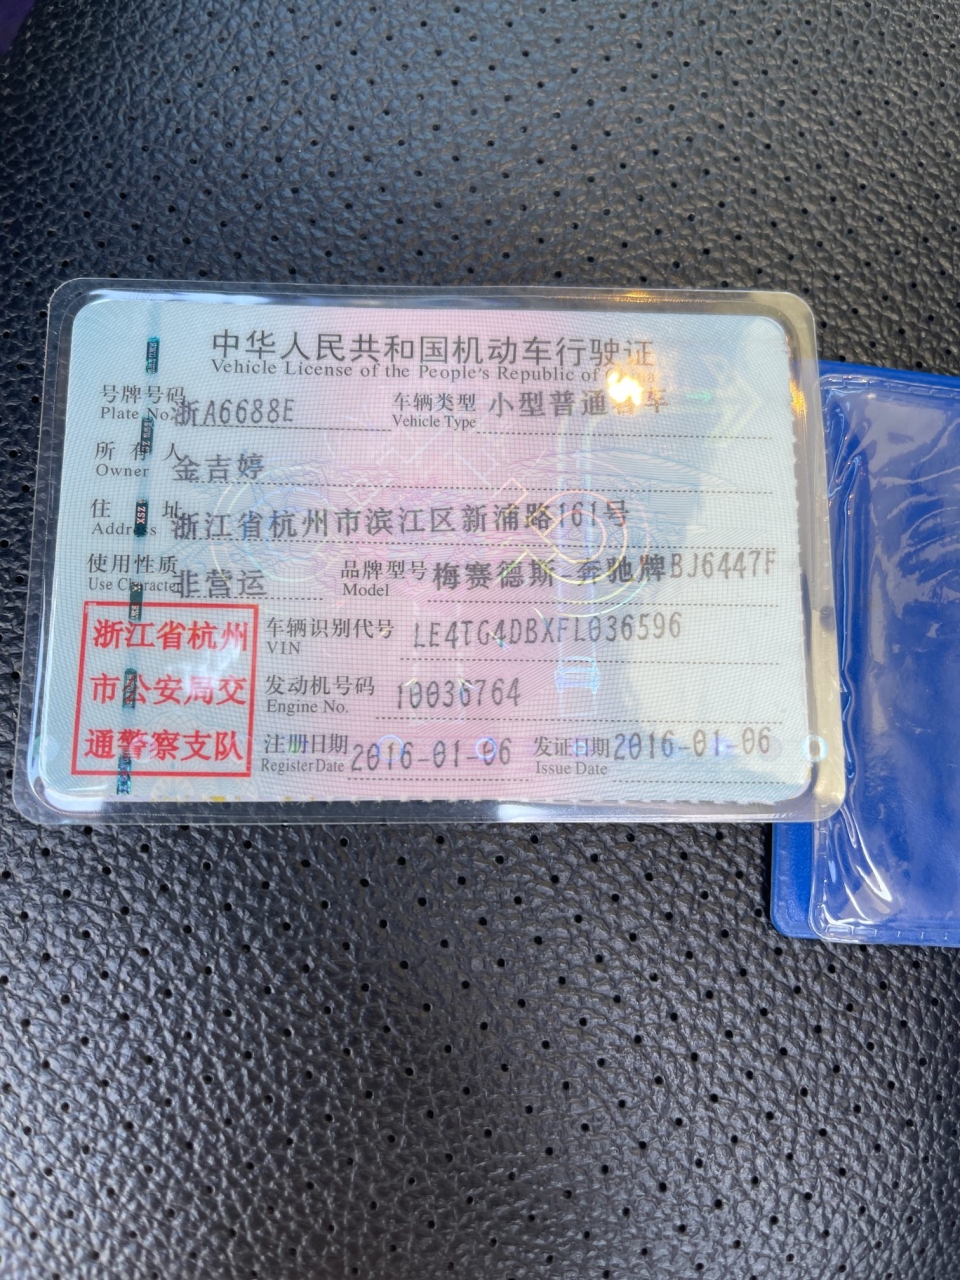 中华人民共和国机动车行驶证
Vehicle License of the People's Republic of China
号牌号码 浙A6688E 车辆类型 小型普通客车
Plate No. Vehicle Type
所有人 金吉婷
Owner
住址 浙江省杭州市滨江区新浦路161号
Address
使用性质 非营运 品牌型号 梅赛德斯 奔驰牌BJ6447F
Use Character Model
浙江省杭州 车辆识别代号 LE4TG4DBXFL036596
VIN
市公安局交 发动机号码 10036764
Engine No.
通警察支队 注册日期 2016-01-06 发证日期 2016-01-06
Register Date Issue Date